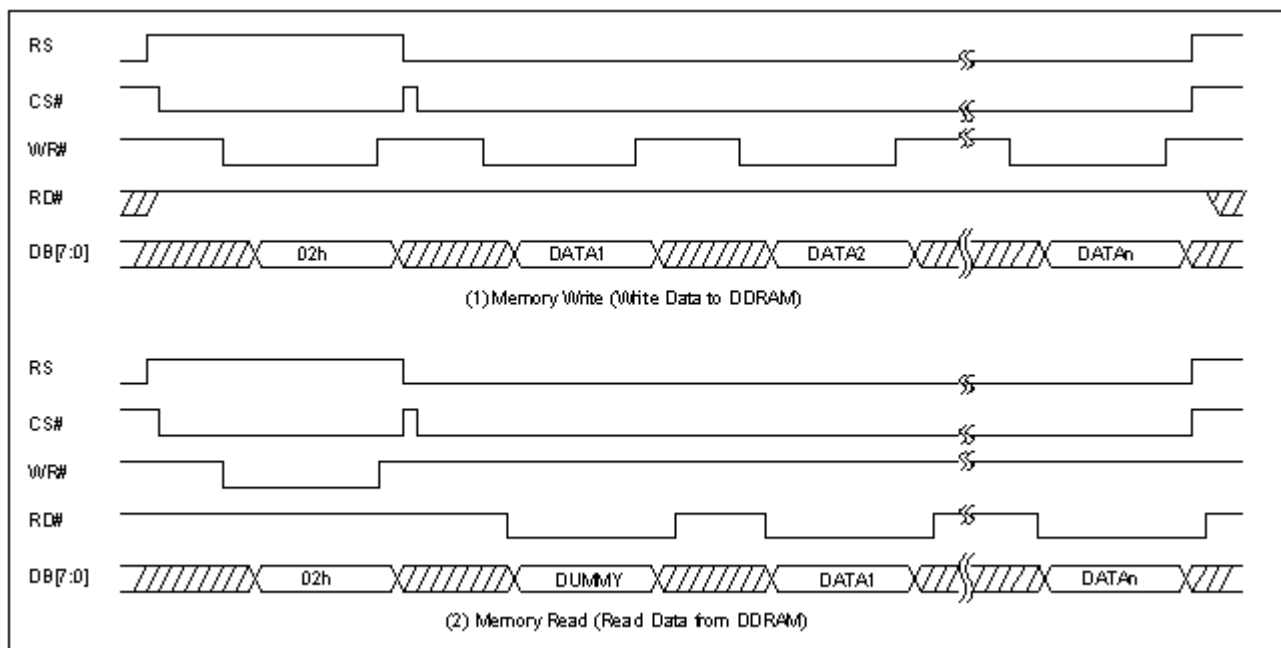 RS
CS#
WR#
RD#
DB[7:0] 02h DATA1 DATA2 DATAn
(1) Memory Write (Write Data to DDRAM)
RS
CS#
WR#
RD#
DB[7:0] 02h DUMMY DATA1 DATAn
(2) Memory Read (Read Data from DDRAM)